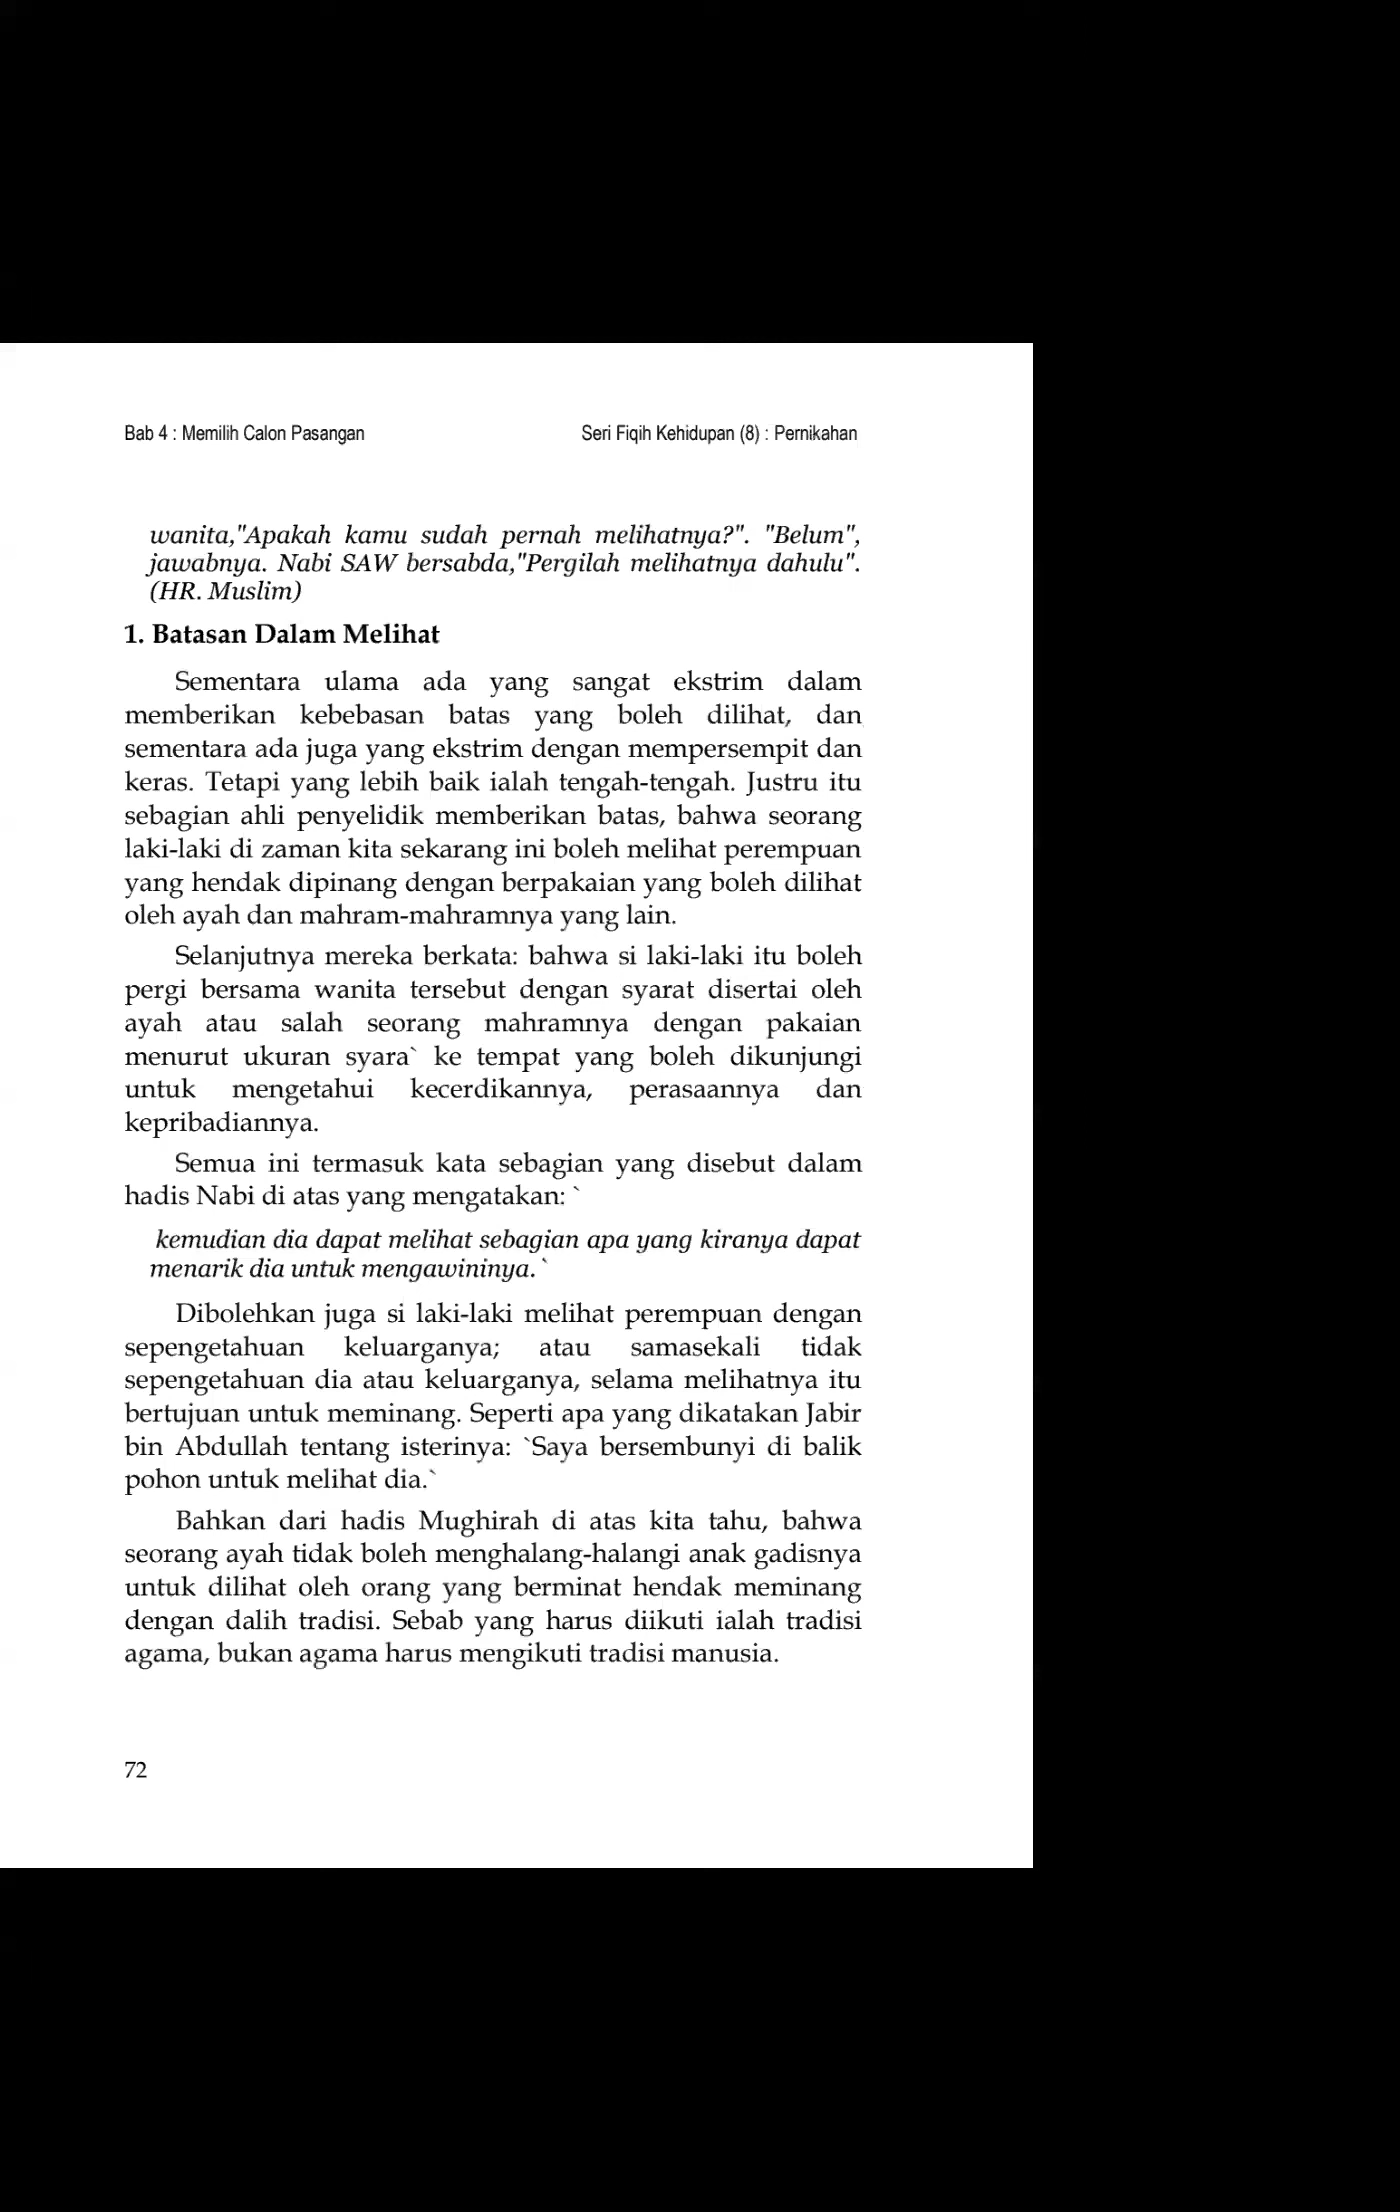 Bab 4 : Memilih Calon Pasangan Seri Fiqih Kehidupan (8) : Pernikahan
wanita,"Apakah kamu sudah pernah melihatnya?". "Belum",
jawabnya. Nabi SAW bersabda,"Pergilah melihatnya dahulu".
(HR. Muslim)
1. Batasan Dalam Melihat
Sementara ulama ada yang sangat ekstrim dalam
memberikan kebebasan batas yang boleh dilihat, dan
sementara ada juga yang ekstrim dengan mempersempit dan
keras. Tetapi yang lebih baik ialah tengah-tengah. Justru itu
sebagian ahli penyelidik memberikan batas, bahwa seorang
laki-laki di zaman kita sekarang ini boleh melihat perempuan
yang hendak dipinang dengan berpakaian yang boleh dilihat
oleh ayah dan mahram-mahramnya yang lain.
Selanjutnya mereka berkata: bahwa si laki-laki itu boleh
pergi bersama wanita tersebut dengan syarat disertai oleh
ayah atau salah seorang mahramnya dengan pakaian
menurut ukuran syara` ke tempat yang boleh dikunjungi
untuk mengetahui kecerdikannya, perasaannya dan
kepribadiannya.
Semua ini termasuk kata sebagian yang disebut dalam
hadis Nabi di atas yang mengatakan: `
kemudian dia dapat melihat sebagian apa yang kiranya dapat
menarik dia untuk mengawininya.`
Dibolehkan juga si laki-laki melihat perempuan dengan
sepengetahuan keluarganya; atau samasekali tidak
sepengetahuan dia atau keluarganya, selama melihatnya itu
bertujuan untuk meminang. Seperti apa yang dikatakan Jabir
bin Abdullah tentang isterinya: `Saya bersembunyi di balik
pohon untuk melihat dia.`
Bahkan dari hadis Mughirah di atas kita tahu, bahwa
seorang ayah tidak boleh menghalang-halangi anak gadisnya
untuk dilihat oleh orang yang berminat hendak meminang
dengan dalih tradisi. Sebab yang harus diikuti ialah tradisi
agama, bukan agama harus mengikuti tradisi manusia.
72